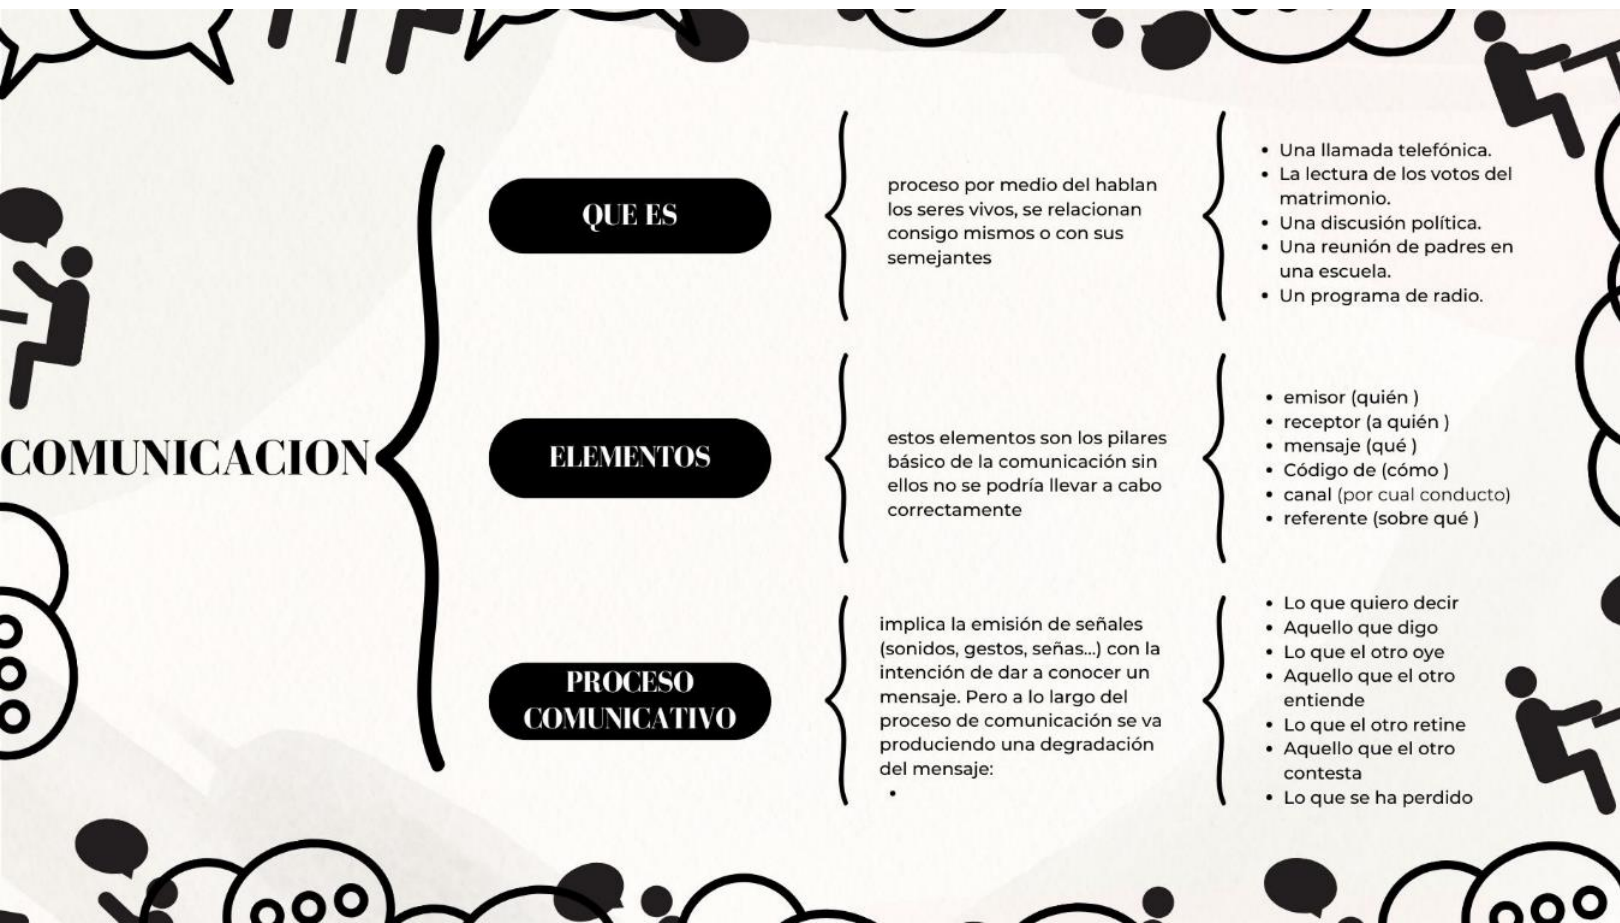 COMUNICACION
QUE ES
proceso por medio del hablan
los seres vivos, se relacionan
consigo mismos o con sus
semejantes
• Una llamada telefónica.
• La lectura de los votos del
matrimonio.
• Una discusión política.
• Una reunión de padres en
una escuela.
• Un programa de radio.
ELEMENTOS
estos elementos son los pilares
básico de la comunicación sin
ellos no se podría llevar a cabo
correctamente
• emisor (quién )
• receptor (a quién )
• mensaje (qué )
• Código de (cómo )
• canal (por cual conducto)
• referente (sobre qué )
PROCESO
COMUNICATIVO
implica la emisión de señales
(sonidos, gestos, señas...) con la
intención de dar a conocer un
mensaje. Pero a lo largo del
proceso de comunicación se va
produciendo una degradación
del mensaje:
•
• Lo que quiero decir
• Aquello que digo
• Lo que el otro oye
• Aquello que el otro
entiende
• Lo que el otro retine
• Aquello que el otro
contesta
• Lo que se ha perdido